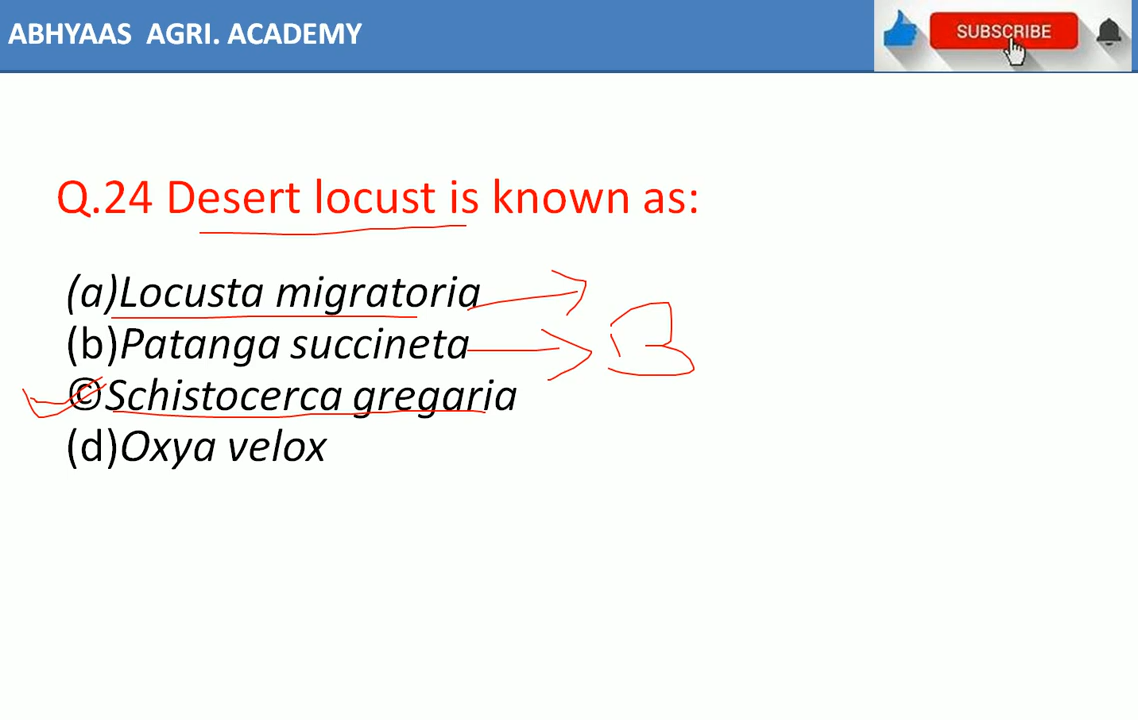 ABHYAAS AGRI. ACADEMY
SUBSCRIBE
Q.24 Desert locust is known as:
(a)Locusta migratoria
(b)Patanga succineta
©Schistocerca gregaria
(d)Oxya velox
B